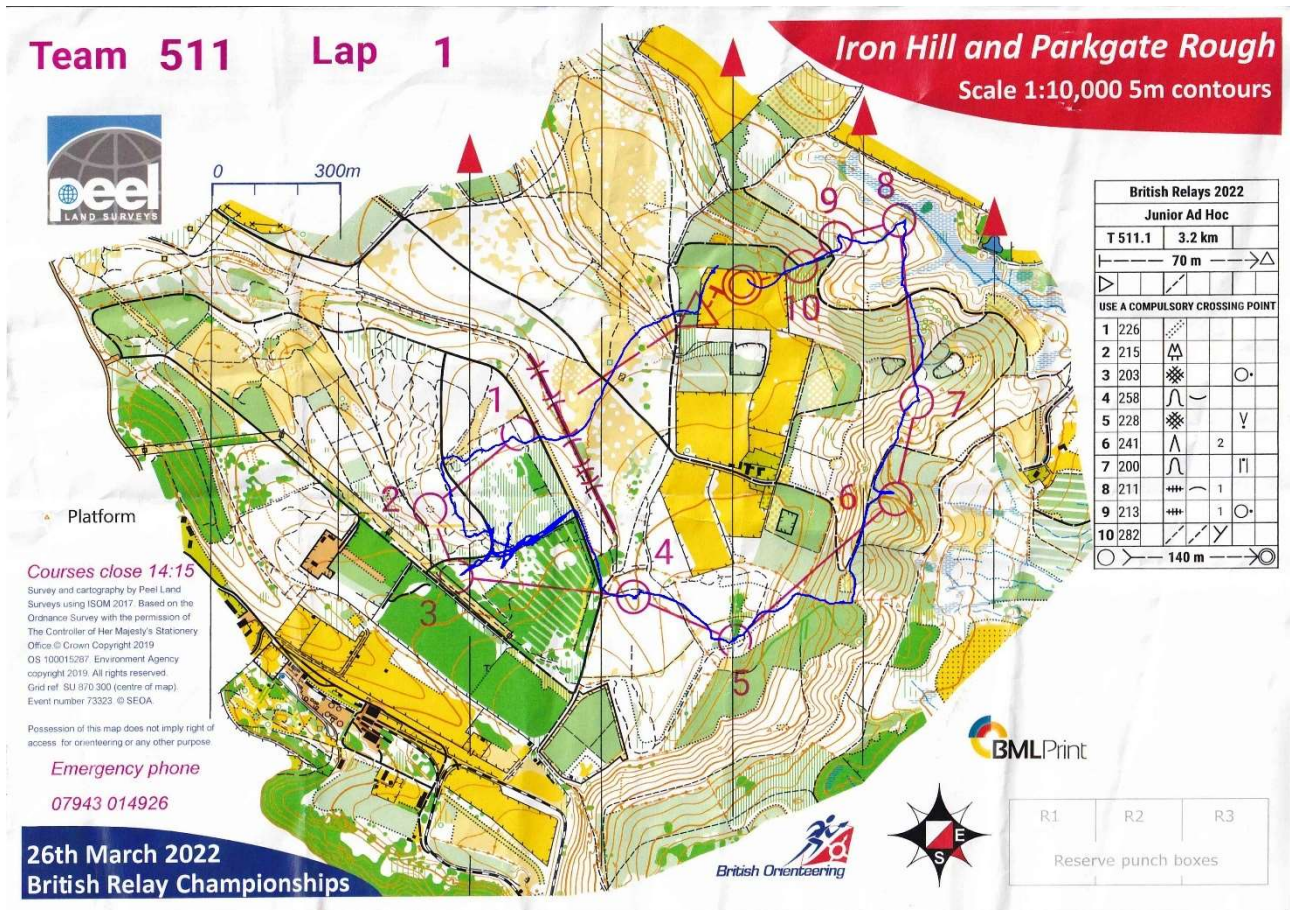 Team 511 Lap 1
Iron Hill and Parkgate Rough
Scale 1:10,000 5m contours
peel
LAND SURVEYS
0 300m
British Relays 2022
Junior Ad Hoc
T 511.1 3.2 km
70 m
USE A COMPULSORY CROSSING POINT
1 226
2 215
3 203
4 258
5 228
6 241 2
7 200
8 211 1
9 213 1
10 282
140 m
9
8
10
1
7
2
6
4
3
5
Platform
Courses close 14:15
Survey and cartography by Peel Land
Surveys using ISOM 2017. Based on the
Ordnance Survey with the permission of
The Controller of Her Majesty's Stationery
Office.© Crown Copyright 2019
OS 100015287. Environment Agency
copyright 2019. All rights reserved.
Grid ref: SU 870 300 (centre of map).
Event number 73323 © SEOA.
Possession of this map does not imply right of
access for orienteering or any other purpose
Emergency phone
07943 014926
26th March 2022
British Relay Championships
British Orienteering
E
S
BMLPrint
R1 R2 R3
Reserve punch boxes